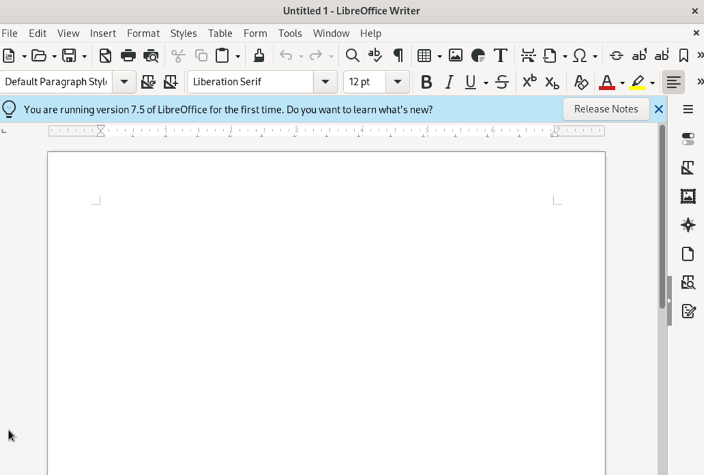 Untitled 1 - LibreOffice Writer
File Edit View Insert Format Styles Table Form Tools Window Help
Default Paragraph Styl Liberation Serif 12 pt
You are running version 7.5 of LibreOffice for the first time. Do you want to learn what's new? Release Notes
1 2 3 4 5 6 7